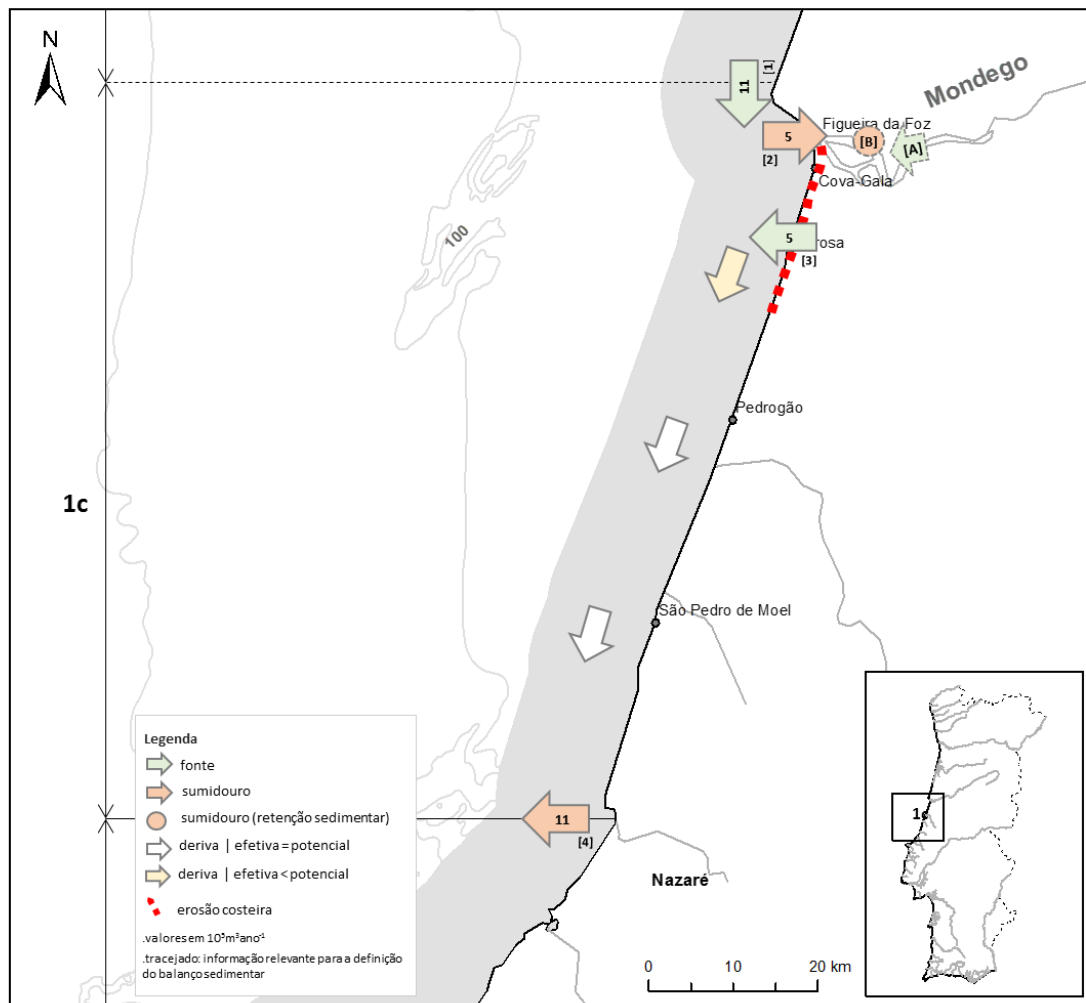 N
11
[1]
Mondego
Figueira da Foz
5
[B]
[A]
[2]
Cova-Gala
5
rosa
[3]
100
Pedrogão
1c
São Pedro de Moel
Legenda
fonte
sumidouro
sumidouro (retenção sedimentar)
deriva | efetiva = potencial
deriva | efetiva < potencial
erosão costeira
.valores em 10⁵m³ano⁻¹
.tracejado: informação relevante para a definição
do balanço sedimentar
11
[4]
Nazaré
0 10 20 km
1c